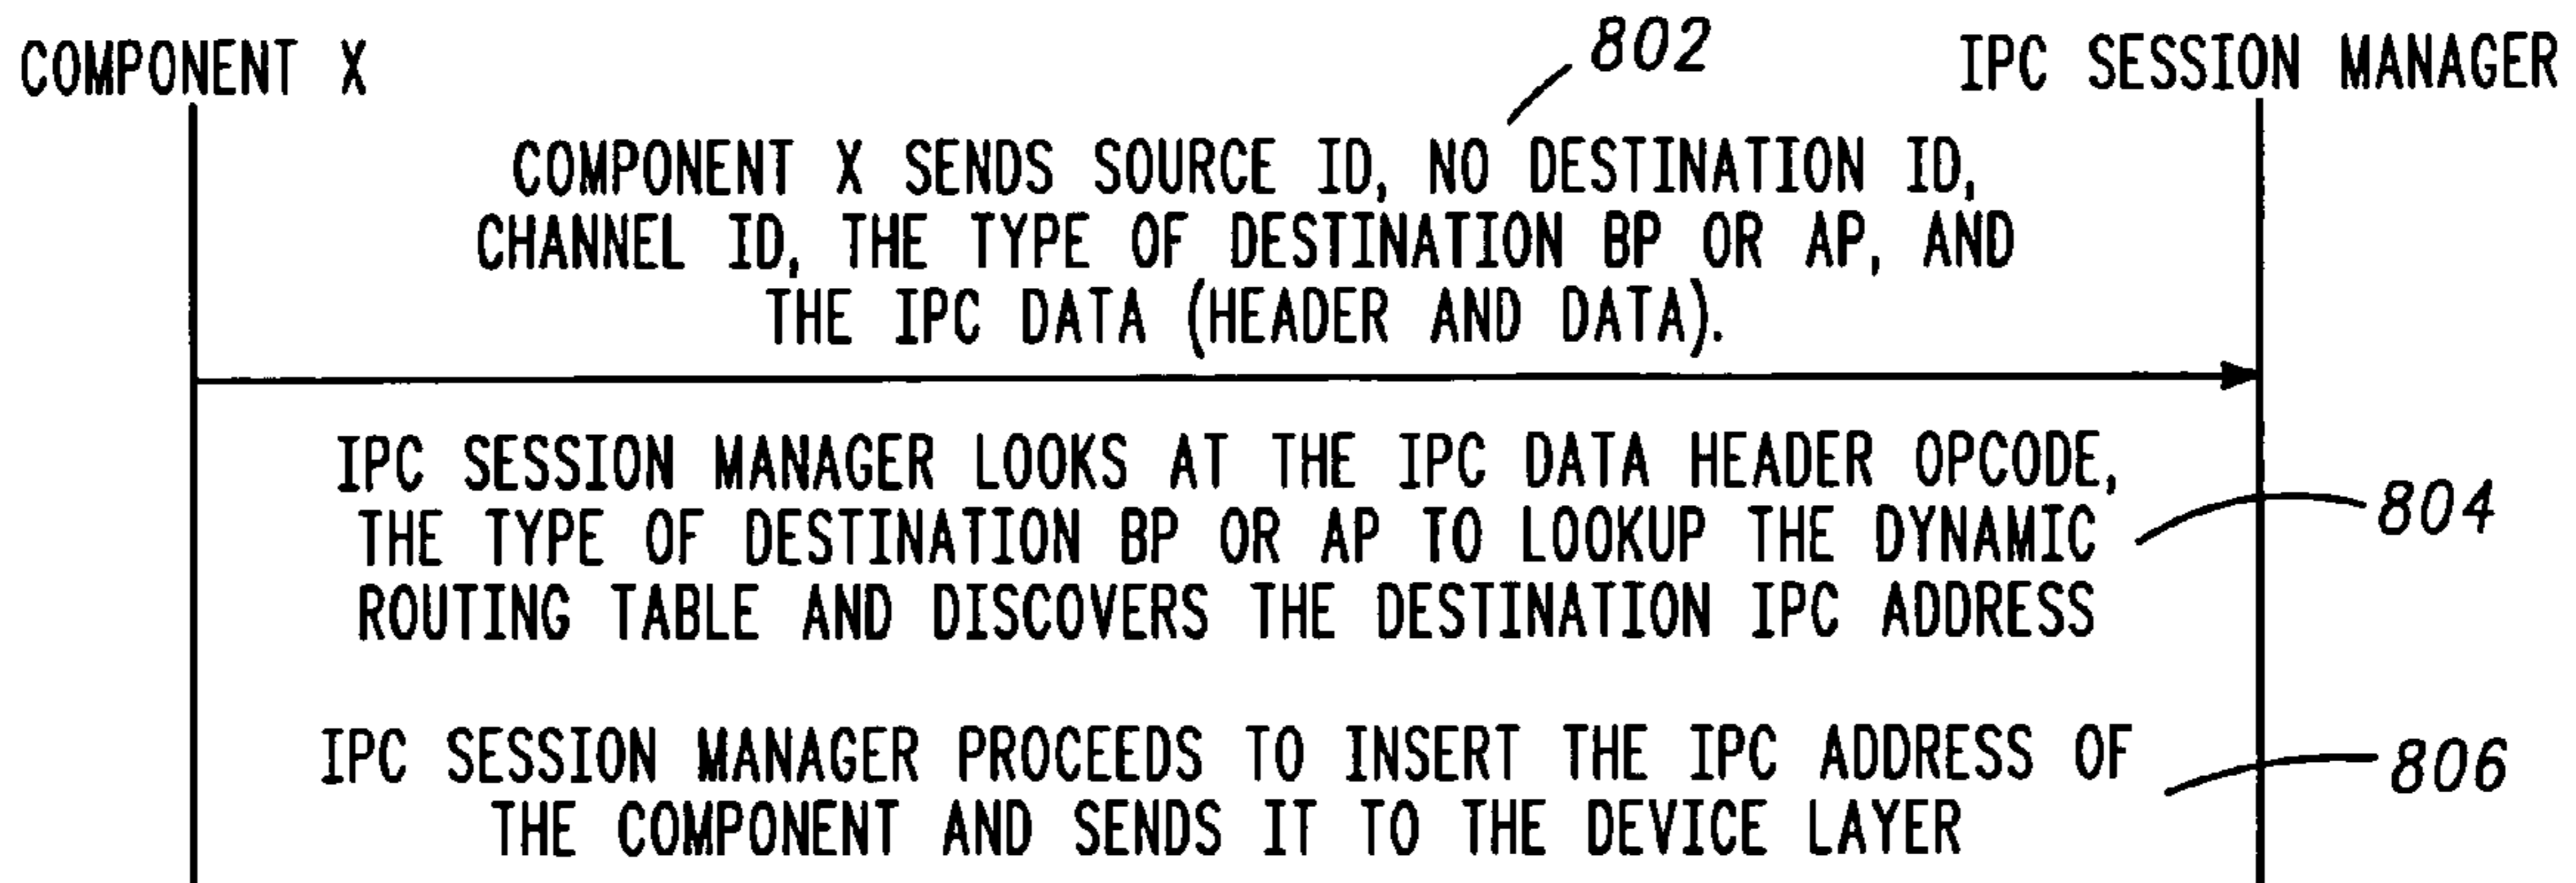 COMPONENT X
802
IPC SESSION MANAGER
COMPONENT X SENDS SOURCE ID, NO DESTINATION ID,
CHANNEL ID, THE TYPE OF DESTINATION BP OR AP, AND
THE IPC DATA (HEADER AND DATA).
IPC SESSION MANAGER LOOKS AT THE IPC DATA HEADER OPCODE,
THE TYPE OF DESTINATION BP OR AP TO LOOKUP THE DYNAMIC
804
ROUTING TABLE AND DISCOVERS THE DESTINATION IPC ADDRESS
IPC SESSION MANAGER PROCEEDS TO INSERT THE IPC ADDRESS OF
806
THE COMPONENT AND SENDS IT TO THE DEVICE LAYER